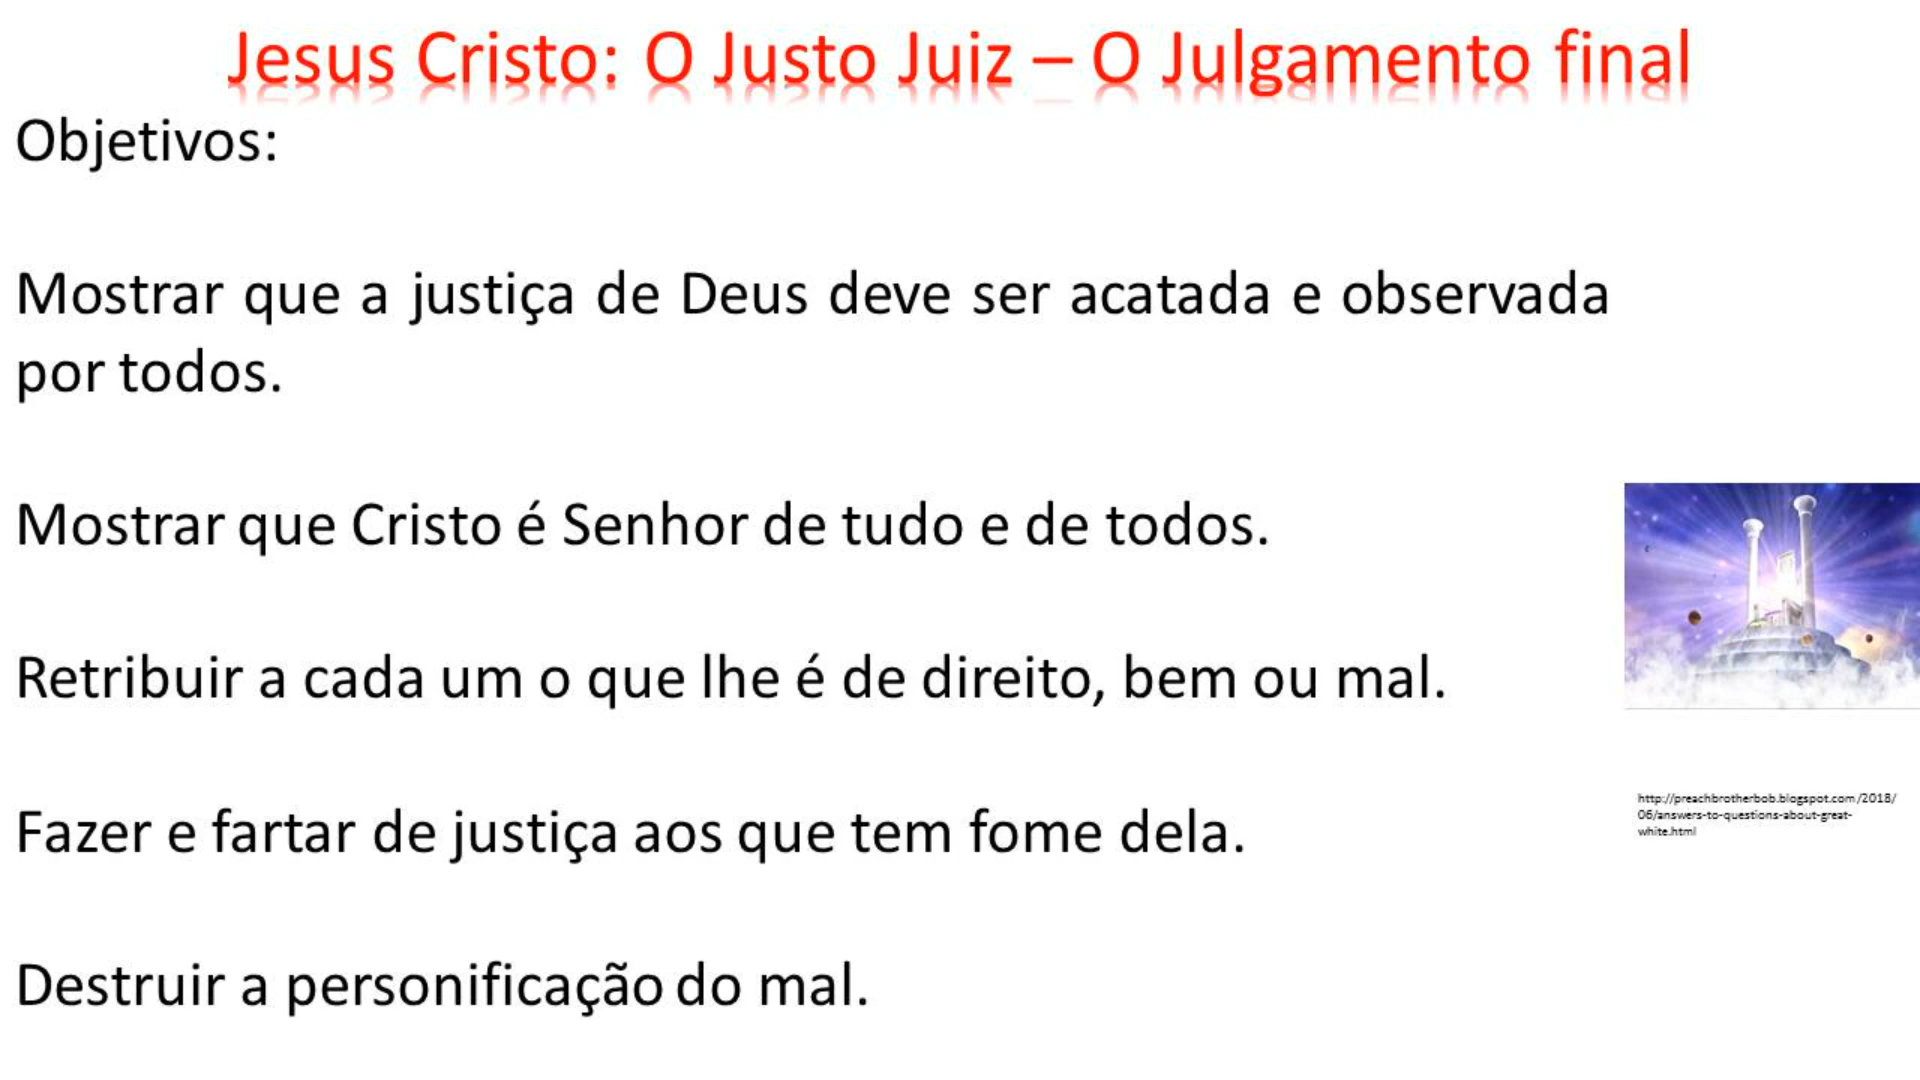 Jesus Cristo: O Justo Juiz – O Julgamento final
Objetivos:
Mostrar que a justiça de Deus deve ser acatada e observada
por todos.
Mostrar que Cristo é Senhor de tudo e de todos.
Retribuir a cada um o que lhe é de direito, bem ou mal.
Fazer e fartar de justiça aos que tem fome dela.
Destruir a personificação do mal.
http://preachbrotherbob.blogspot.com/2018/
06/answers-to-questions-about-great-
white.html